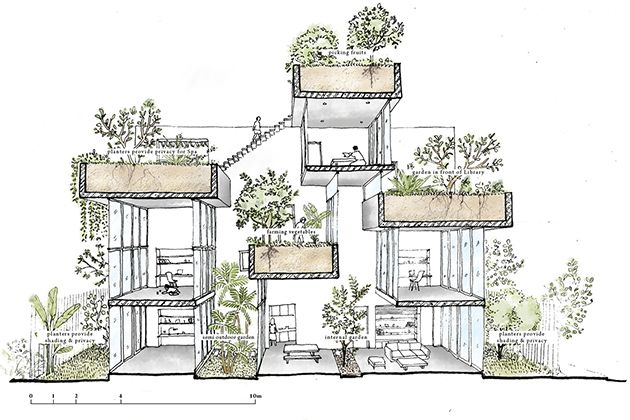 picking fruits
planters provide privacy for Spa
garden in front of Library
farming vegetables
planters provide
shading & privacy
semi outdoor garden
internal garden
planters provide
shading & privacy
0 1 2 4 10m